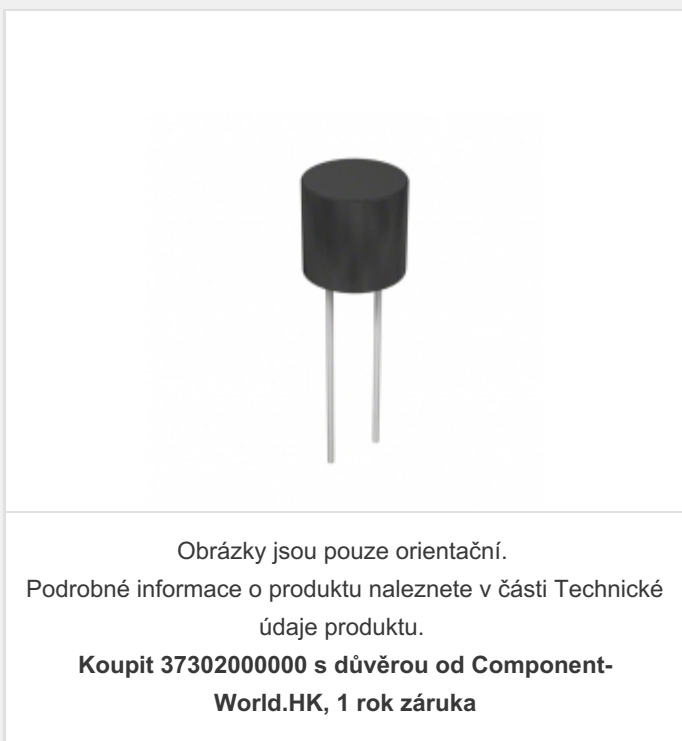 Obrázky jsou pouze orientační.
Podrobné informace o produktu naleznete v části Technické
údaje produktu.
Koupit 37302000000 s důvěrou od Component-
World.HK, 1 rok záruka